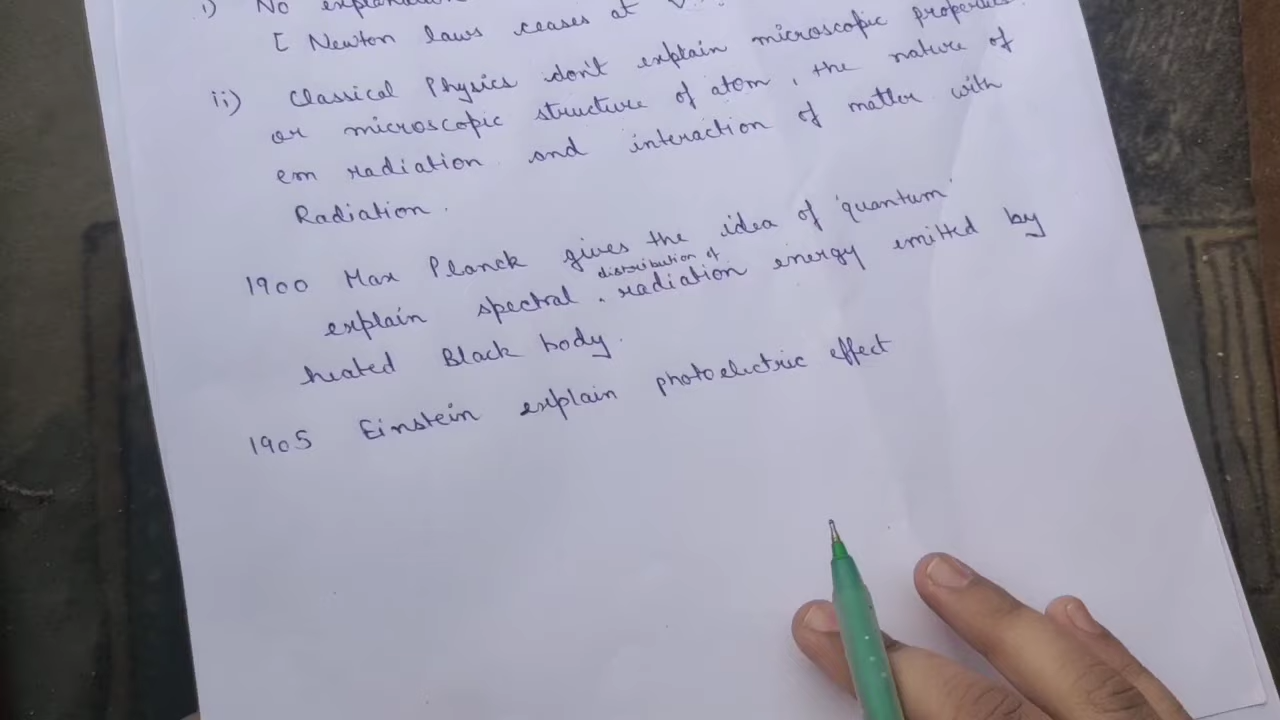 i) No explanation
[ Newton laws ceases at
ii) Classical Physics don't explain microscopic properties
or microscopic structure of atom, the nature of
em radiation and interaction of matter with
Radiation.
1900 Max Planck gives the idea of 'quantum'
explain spectral distribution of radiation energy emitted by
heated Black body.
1905 Einstein explain photoelectric effect